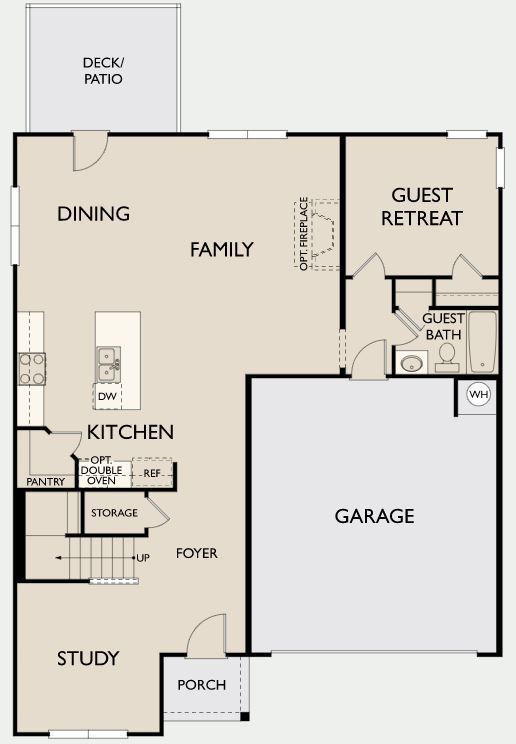 DECK/
PATIO
DINING
FAMILY
OPT. FIREPLACE
GUEST
RETREAT
GUEST
BATH
DW
KITCHEN
OPT.
DOUBLE
OVEN
REF
PANTRY
WH
STORAGE
GARAGE
UP
FOYER
STUDY
PORCH